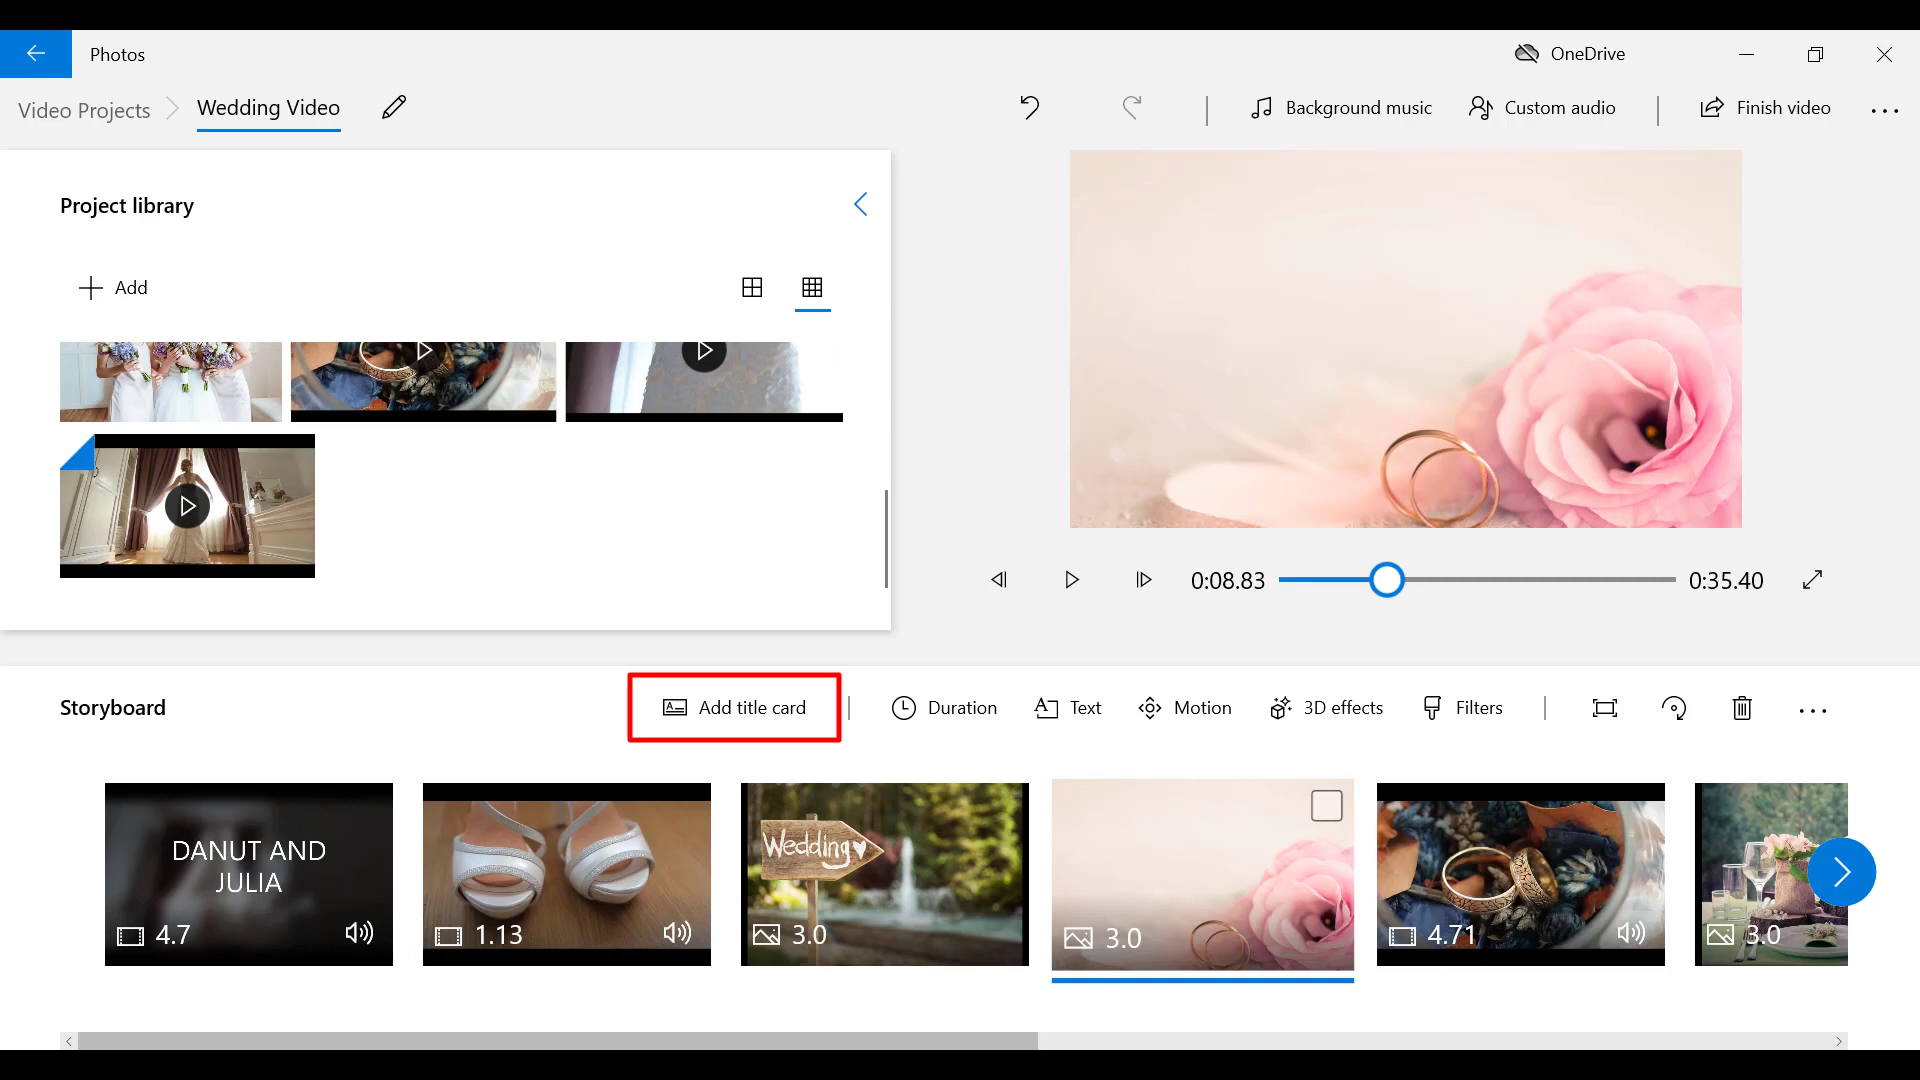 Photos
OneDrive
Video Projects
Wedding Video
Background music
Custom audio
Finish video
Project library
Add
0:08.83
0:35.40
Storyboard
Add title card
Duration
Text
Motion
3D effects
Filters
DANUT AND
JULIA
4.7
1.13
Wedding
3.0
3.0
4.71
3.0